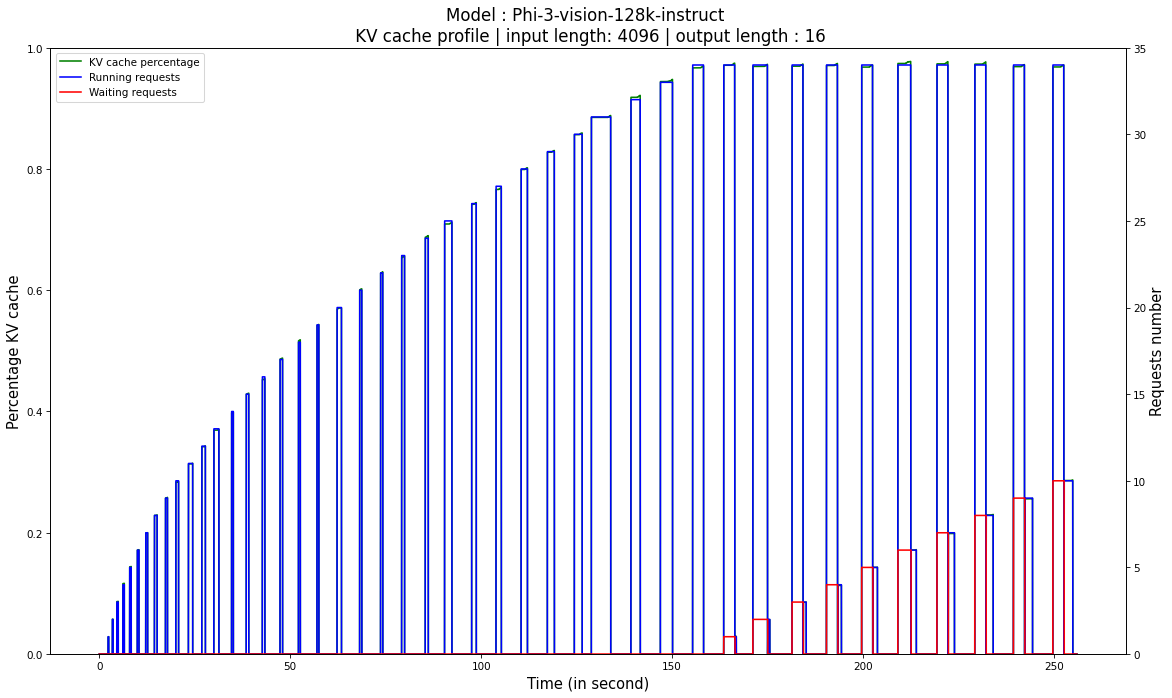 Model : Phi-3-vision-128k-instruct
KV cache profile | input length: 4096 | output length : 16
KV cache percentage
Running requests
Waiting requests
Percentage KV cache
1.0
0.8
0.6
0.4
0.2
0.0
35
30
25
20
15
10
5
0
Requests number
0 50 100 150 200 250
Time (in second)